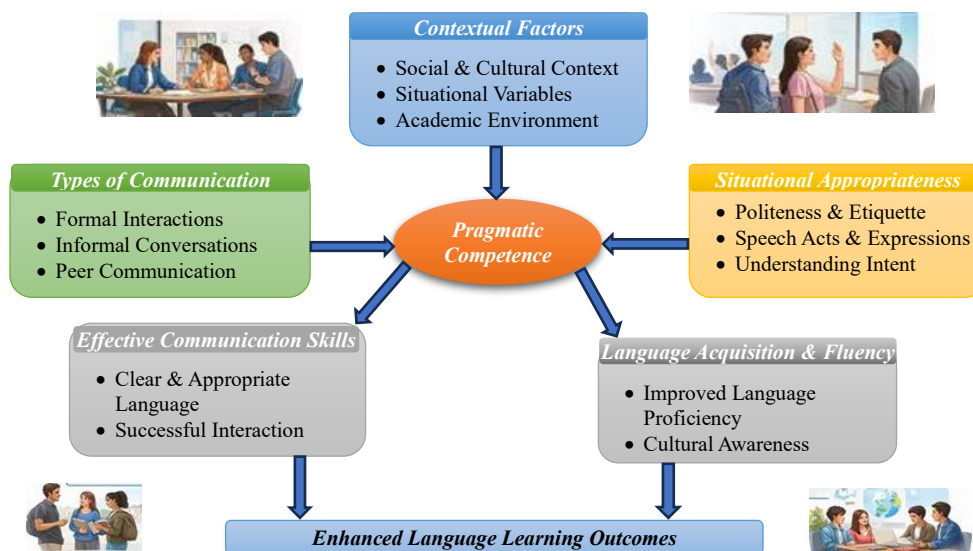 Contextual Factors
• Social & Cultural Context
• Situational Variables
• Academic Environment
Types of Communication
• Formal Interactions
• Informal Conversations
• Peer Communication
Pragmatic
Competence
Situational Appropriateness
• Politeness & Etiquette
• Speech Acts & Expressions
• Understanding Intent
Effective Communication Skills
• Clear & Appropriate
Language
• Successful Interaction
Language Acquisition & Fluency
• Improved Language
Proficiency
• Cultural Awareness
Enhanced Language Learning Outcomes